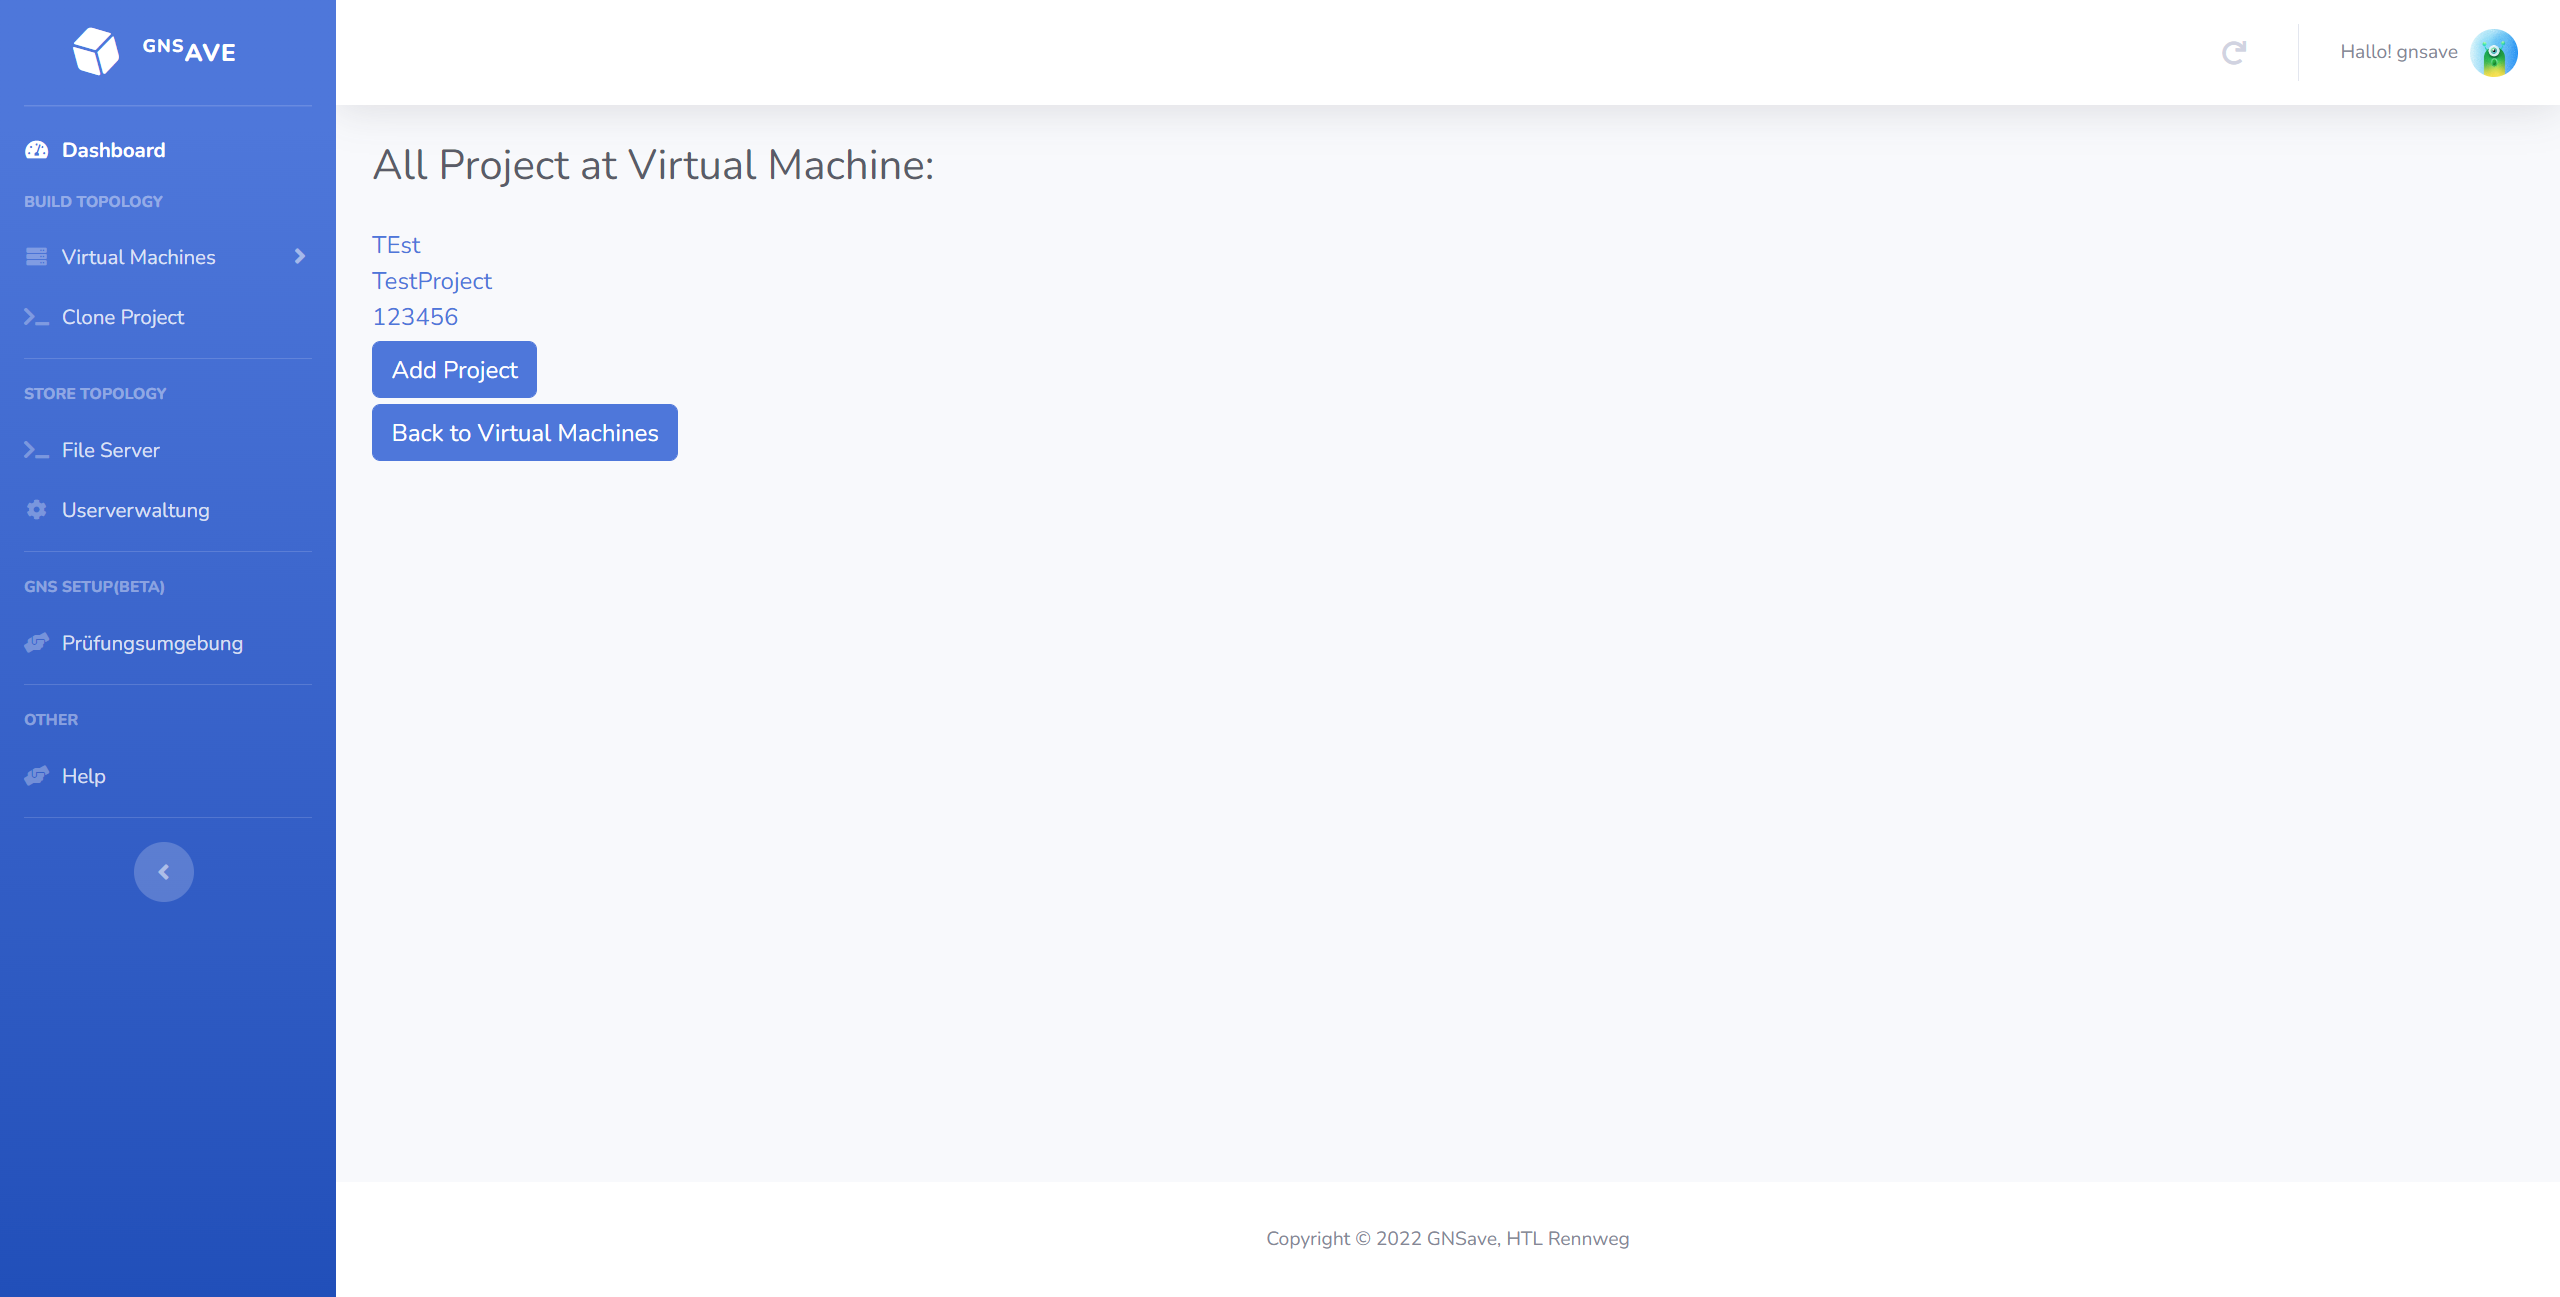 GNSAVE
Dashboard
BUILD TOPOLOGY
Virtual Machines
Clone Project
STORE TOPOLOGY
File Server
Userverwaltung
GNS SETUP(BETA)
Prüfungsumgebung
OTHER
Help
Hallo! gnsave
All Project at Virtual Machine:
TEst
TestProject
123456
Add Project
Back to Virtual Machines
Copyright © 2022 GNSave, HTL Rennweg